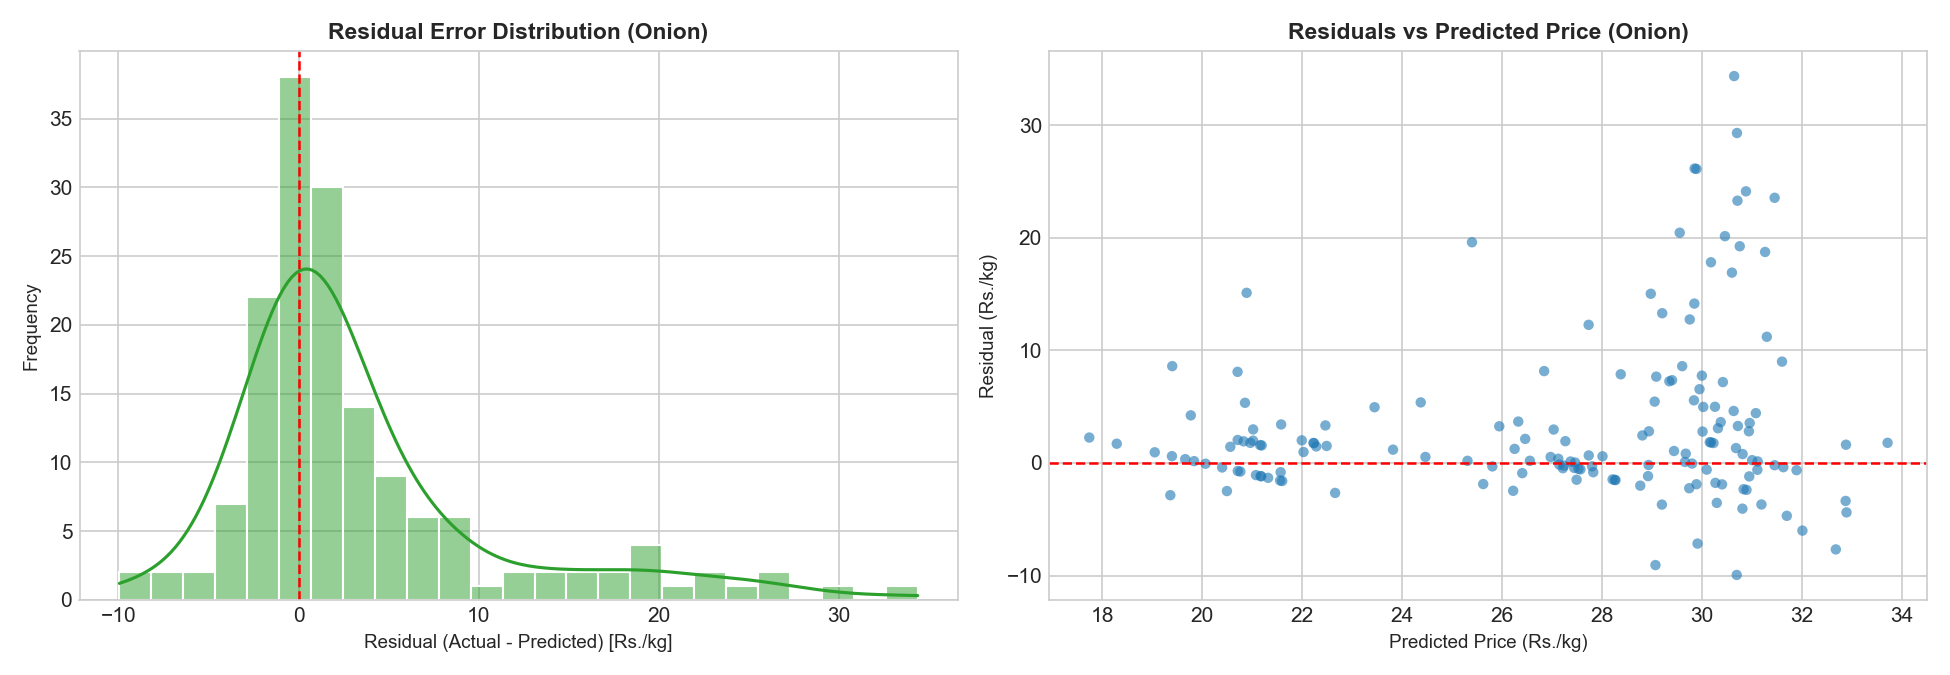 Residual Error Distribution (Onion)
Frequency
35
30
25
20
15
10
5
0
−10 0 10 20 30
Residual (Actual - Predicted) [Rs./kg]
Residuals vs Predicted Price (Onion)
Residual (Rs./kg)
30
20
10
0
−10
18 20 22 24 26 28 30 32 34
Predicted Price (Rs./kg)